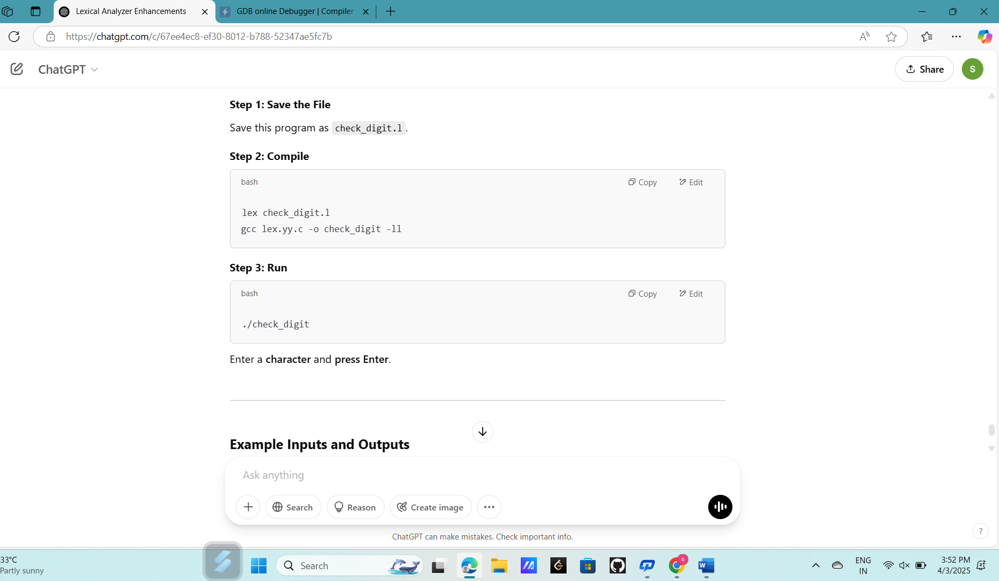 Lexical Analyzer Enhancements
GDB online Debugger | Compiler
https://chatgpt.com/c/67ee4ec8-ef30-8012-b788-52347ae5fc7b
ChatGPT
Share
S
Step 1: Save the File
Save this program as check_digit.l.
Step 2: Compile
bash
Copy
Edit
lex check_digit.l
gcc lex.yy.c -o check_digit -ll
Step 3: Run
bash
Copy
Edit
./check_digit
Enter a character and press Enter.
Example Inputs and Outputs
Ask anything
Search
Reason
Create image
ChatGPT can make mistakes. Check important info.
?
33°C
Partly sunny
Search
S
W
ENG
IN
3:52 PM
4/3/2025